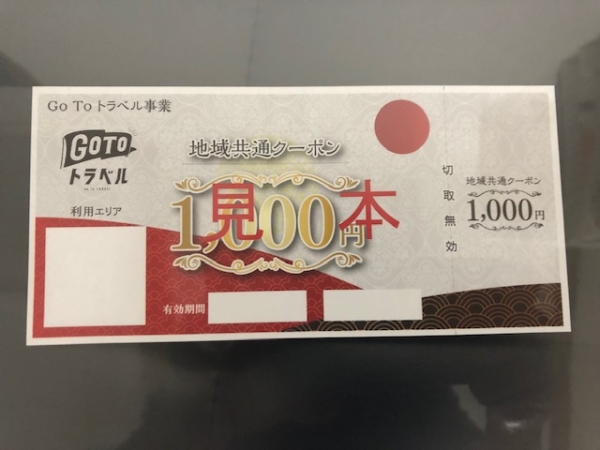 Go To トラベル事業
GOTO
トラベル
利用エリア
地域共通クーポン
1,000円
見本
有効期間
切取無効
地域共通クーポン
1,000円